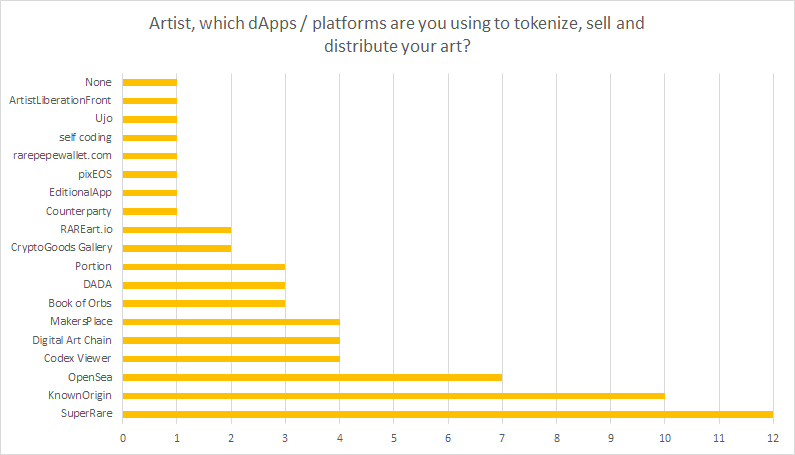 Artist, which dApps / platforms are you using to tokenize, sell and
distribute your art?
None
ArtistLiberationFront
Ujo
self coding
rarepepewallet.com
pixEOS
EditionalApp
Counterparty
RAREart.io
CryptoGoods Gallery
Portion
DADA
Book of Orbs
MakersPlace
Digital Art Chain
Codex Viewer
OpenSea
KnownOrigin
SuperRare
0 1 2 3 4 5 6 7 8 9 10 11 12